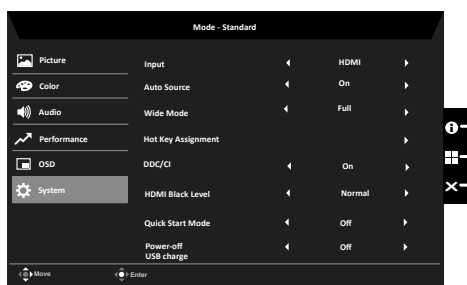 Mode - Standard
Picture
Color
Audio
Performance
OSD
System
Input HDMI
Auto Source On
Wide Mode Full
Hot Key Assignment
DDC/CI On
HDMI Black Level Normal
Quick Start Mode Off
Power-off Off
USB charge
Move Enter